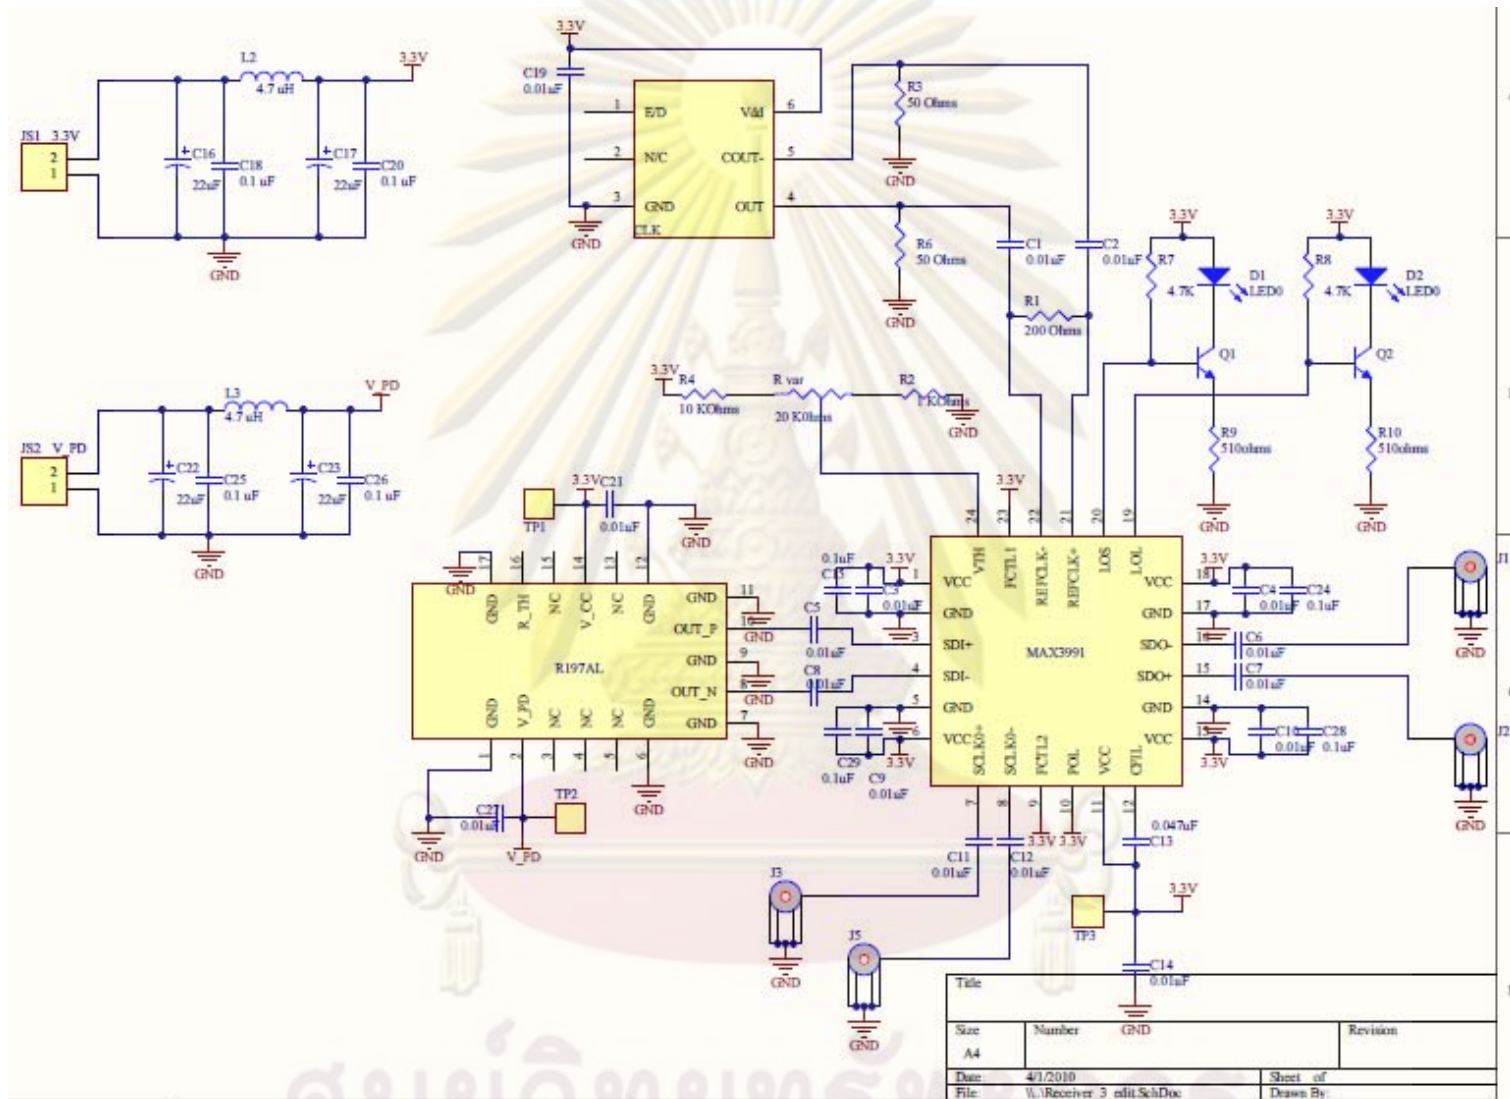 3.3V
L2
4.7 uH
3.3V
JS1 3.3V
2
1
C16
22uF
C18
0.1 uF
C17
22uF
C20
0.1 uF
GND
C19
0.01uF
1
2
3
E/D
N/C
GND
CLK
Vdd
COUT-
OUT
6
5
4
GND
R3
50 Ohms
GND
R6
50 Ohms
GND
C1
0.01uF
C2
0.01uF
R1
200 Ohms
3.3V
R7
4.7K
D1
LED0
Q1
R9
510ohms
GND
3.3V
R8
4.7K
D2
LED0
Q2
R10
510ohms
GND
3.3V
R4
10 KOhms
R var
20 KOhms
R2
1 KOhms
GND
L3
4.7 uH
V_PD
JS2 V_PD
2
1
C22
22uF
C25
0.1 uF
C23
22uF
C26
0.1 uF
GND
TP1
3.3V
C21
0.01uF
GND
GND
17
16
15
14
13
12
GND
R_TH
NC
V_CC
NC
GND
GND
11
GND
OUT_P
10
GND
9
GND
OUT_N
8
GND
GND
7
GND
R197AL
GND
V_PD
NC
NC
NC
GND
1
2
3
4
5
6
GND
C27
0.01uF
GND
V_PD
TP2
C5
0.01uF
C8
0.01uF
0.1uF
C15
C3
0.01uF
3.3V
C29
0.1uF
C9
0.01uF
3.3V
3.3V
24
23
22
21
20
19
VTH
FCTL1
REFCLK-
REFCLK+
LOS
LOL
1
VCC
GND
3
SDI+
4
SDI-
5
GND
6
VCC
MAX3991
VCC
18
GND
17
SDO-
16
SDO+
15
GND
14
VCC
13
SCLK0+
SCLK0-
FCTL2
POL
VCC
CFIL
7
8
9
10
11
12
3.3V
C4
0.01uF
C24
0.1uF
C6
0.01uF
C7
0.01uF
C10
0.01uF
C28
0.1uF
3.3V
J1
GND
J2
GND
C11
0.01uF
C12
0.01uF
3.3V 3.3V
0.047uF
C13
J3
GND
J5
GND
TP3
3.3V
C14
0.01uF
GND
Title
Size
A4
Number
Revision
Date:
4/1/2010
Sheet of
File:
\\..\Receiver_3_edit.SchDoc
Drawn By: